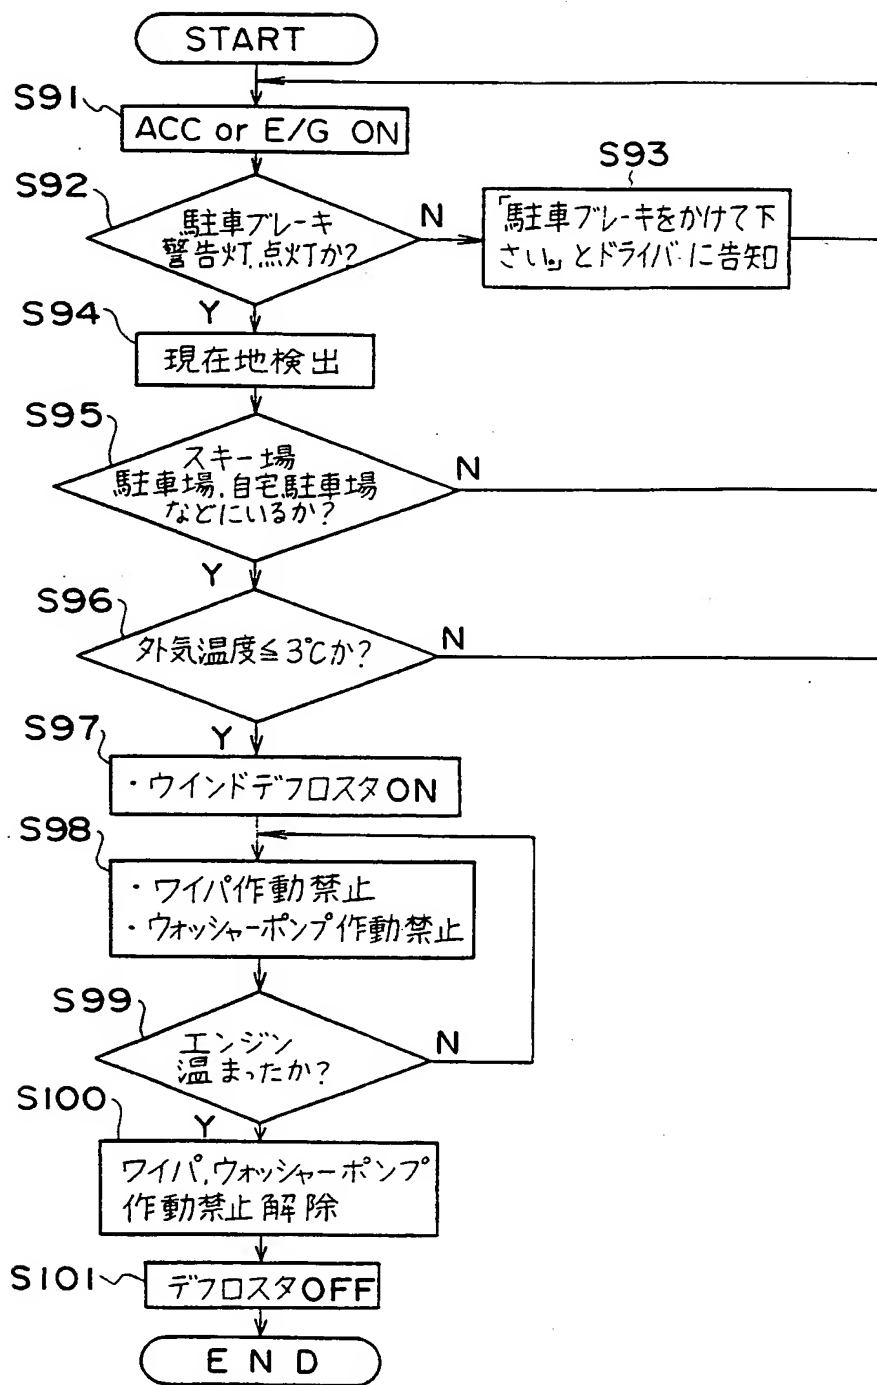 START
S91
ACC or E/G ON
S92
駐車ブレーキ
警告灯,点灯か?
N
S93
「駐車ブレーキをかけて下
さい。」とドライバに告知
Y
S94
現在地検出
S95
スキー場
駐車場,自宅駐車場
などにいるか?
N
Y
S96
外気温度≦3℃か?
N
Y
S97
・ウインドデフロスタON
S98
・ワイパ作動禁止
・ウォッシャーポンプ作動禁止
S99
エンジン
温まったか?
N
Y
S100
ワイパ,ウォッシャーポンプ
作動禁止解除
S101
デフロスタOFF
END